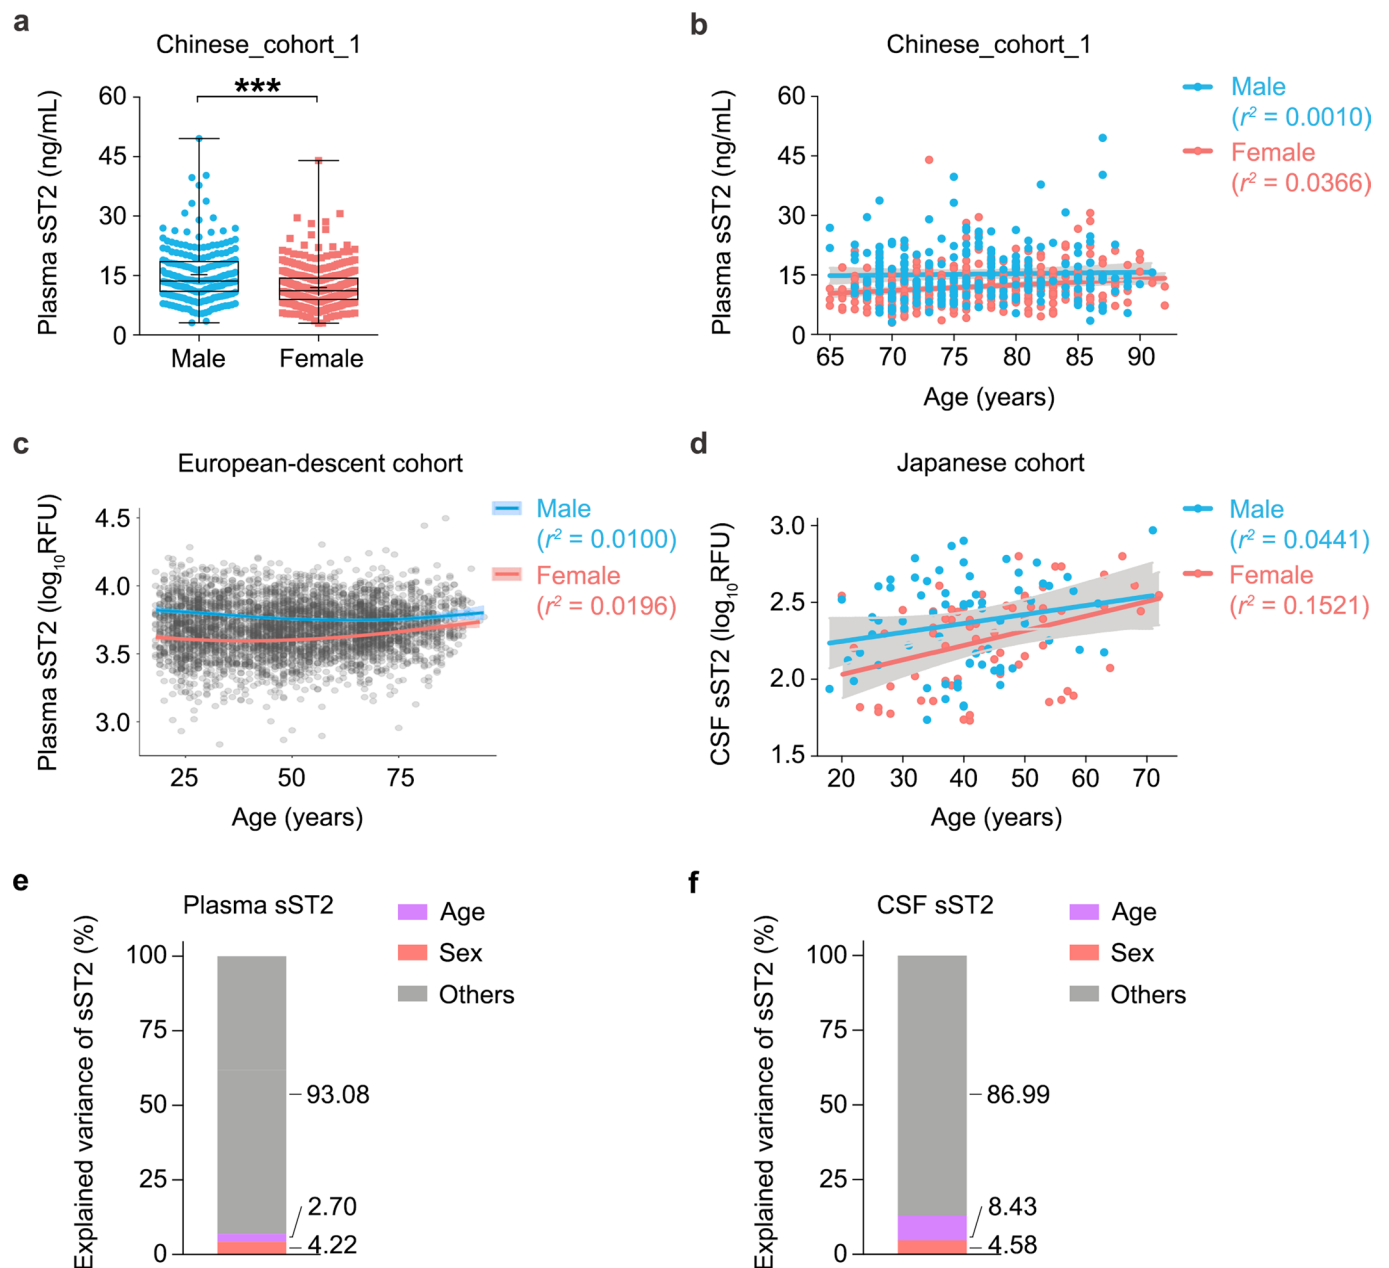 a
Chinese_cohort_1
***
Plasma sST2 (ng/mL)
60
45
30
15
0
Male
Female
b
Chinese_cohort_1
Plasma sST2 (ng/mL)
60
45
30
15
0
65
70
75
80
85
90
Age (years)
Male
(r² = 0.0010)
Female
(r² = 0.0366)
c
European-descent cohort
Plasma sST2 (log₁₀RFU)
4.5
4.0
3.5
3.0
25
50
75
Age (years)
Male
(r² = 0.0100)
Female
(r² = 0.0196)
d
Japanese cohort
CSF sST2 (log₁₀RFU)
3.0
2.5
2.0
1.5
20
30
40
50
60
70
Age (years)
Male
(r² = 0.0441)
Female
(r² = 0.1521)
e
Plasma sST2
Explained variance of sST2 (%)
100
75
50
25
0
93.08
2.70
4.22
Age
Sex
Others
f
CSF sST2
Explained variance of sST2 (%)
100
75
50
25
0
86.99
8.43
4.58
Age
Sex
Others